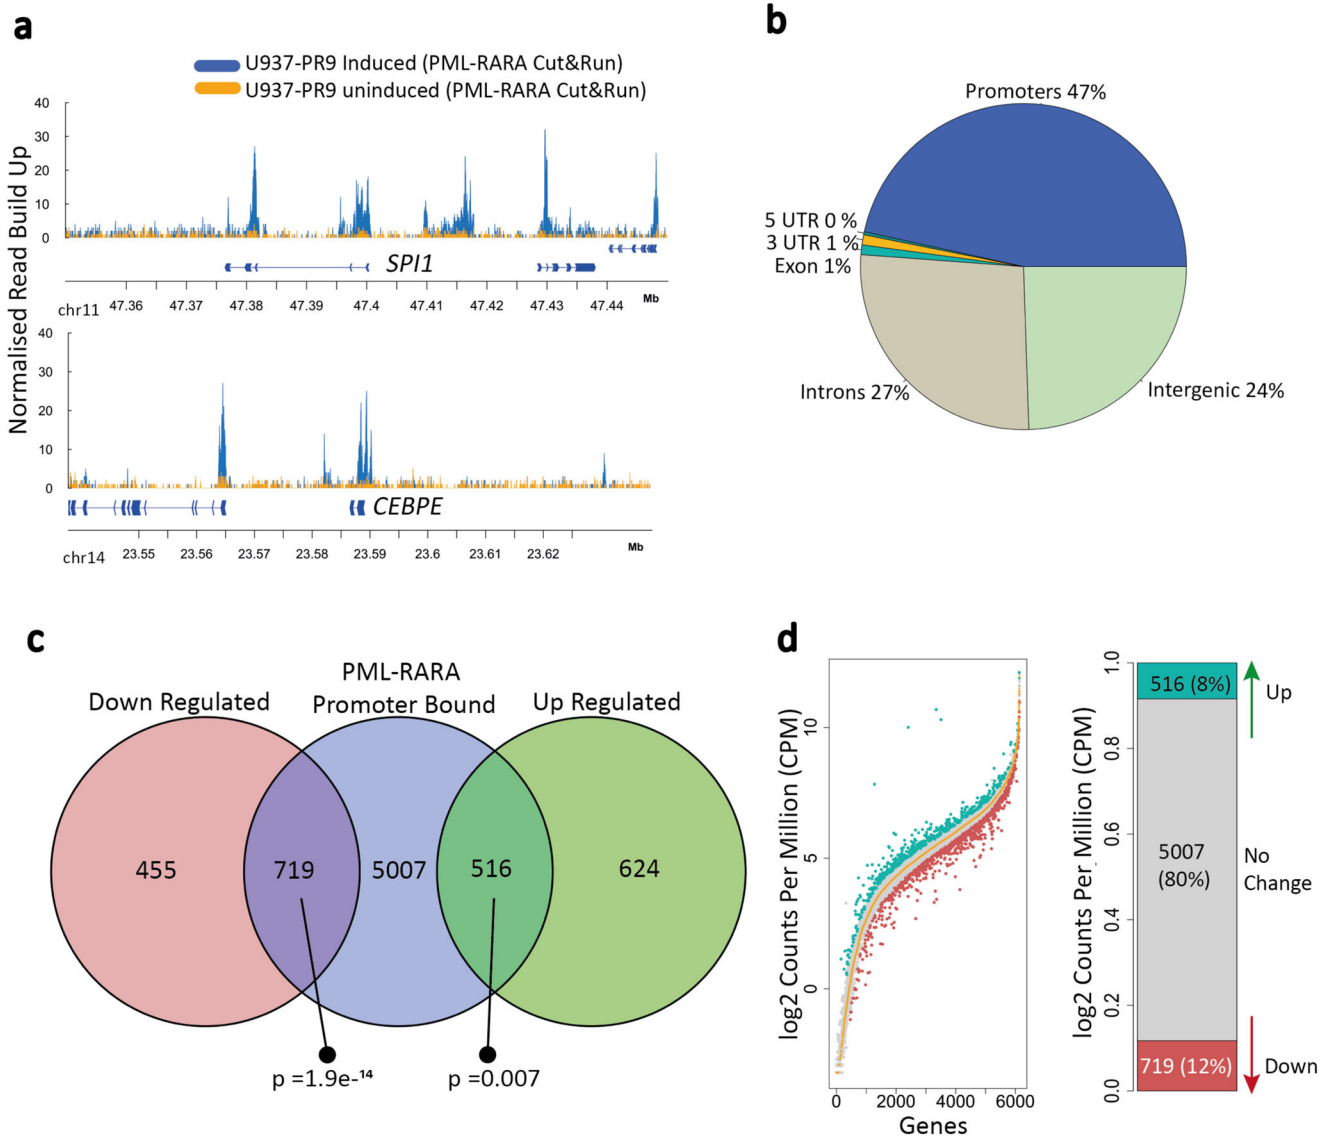 a
U937-PR9 Induced (PML-RARA Cut&Run)
U937-PR9 uninduced (PML-RARA Cut&Run)
Normalised Read Build Up
40
30
20
10
0
SPI1
chr11
47.36 47.37 47.38 47.39 47.4 47.41 47.42 47.43 47.44 Mb
40
30
20
10
0
CEBPE
chr14
23.55 23.56 23.57 23.58 23.59 23.6 23.61 23.62 Mb
b
Promoters 47%
5 UTR 0 %
3 UTR 1 %
Exon 1%
Introns 27%
Intergenic 24%
c
Down Regulated
PML-RARA
Promoter Bound
Up Regulated
455 719 5007 516 624
p =1.9e-¹⁴
p =0.007
d
log2 Counts Per Million (CPM)
10
5
0
0 2000 4000 6000
Genes
log2 Counts Per Million (CPM)
1.0
0.8
0.6
0.4
0.2
0.0
516 (8%)
Up
5007
(80%)
No
Change
719 (12%)
Down